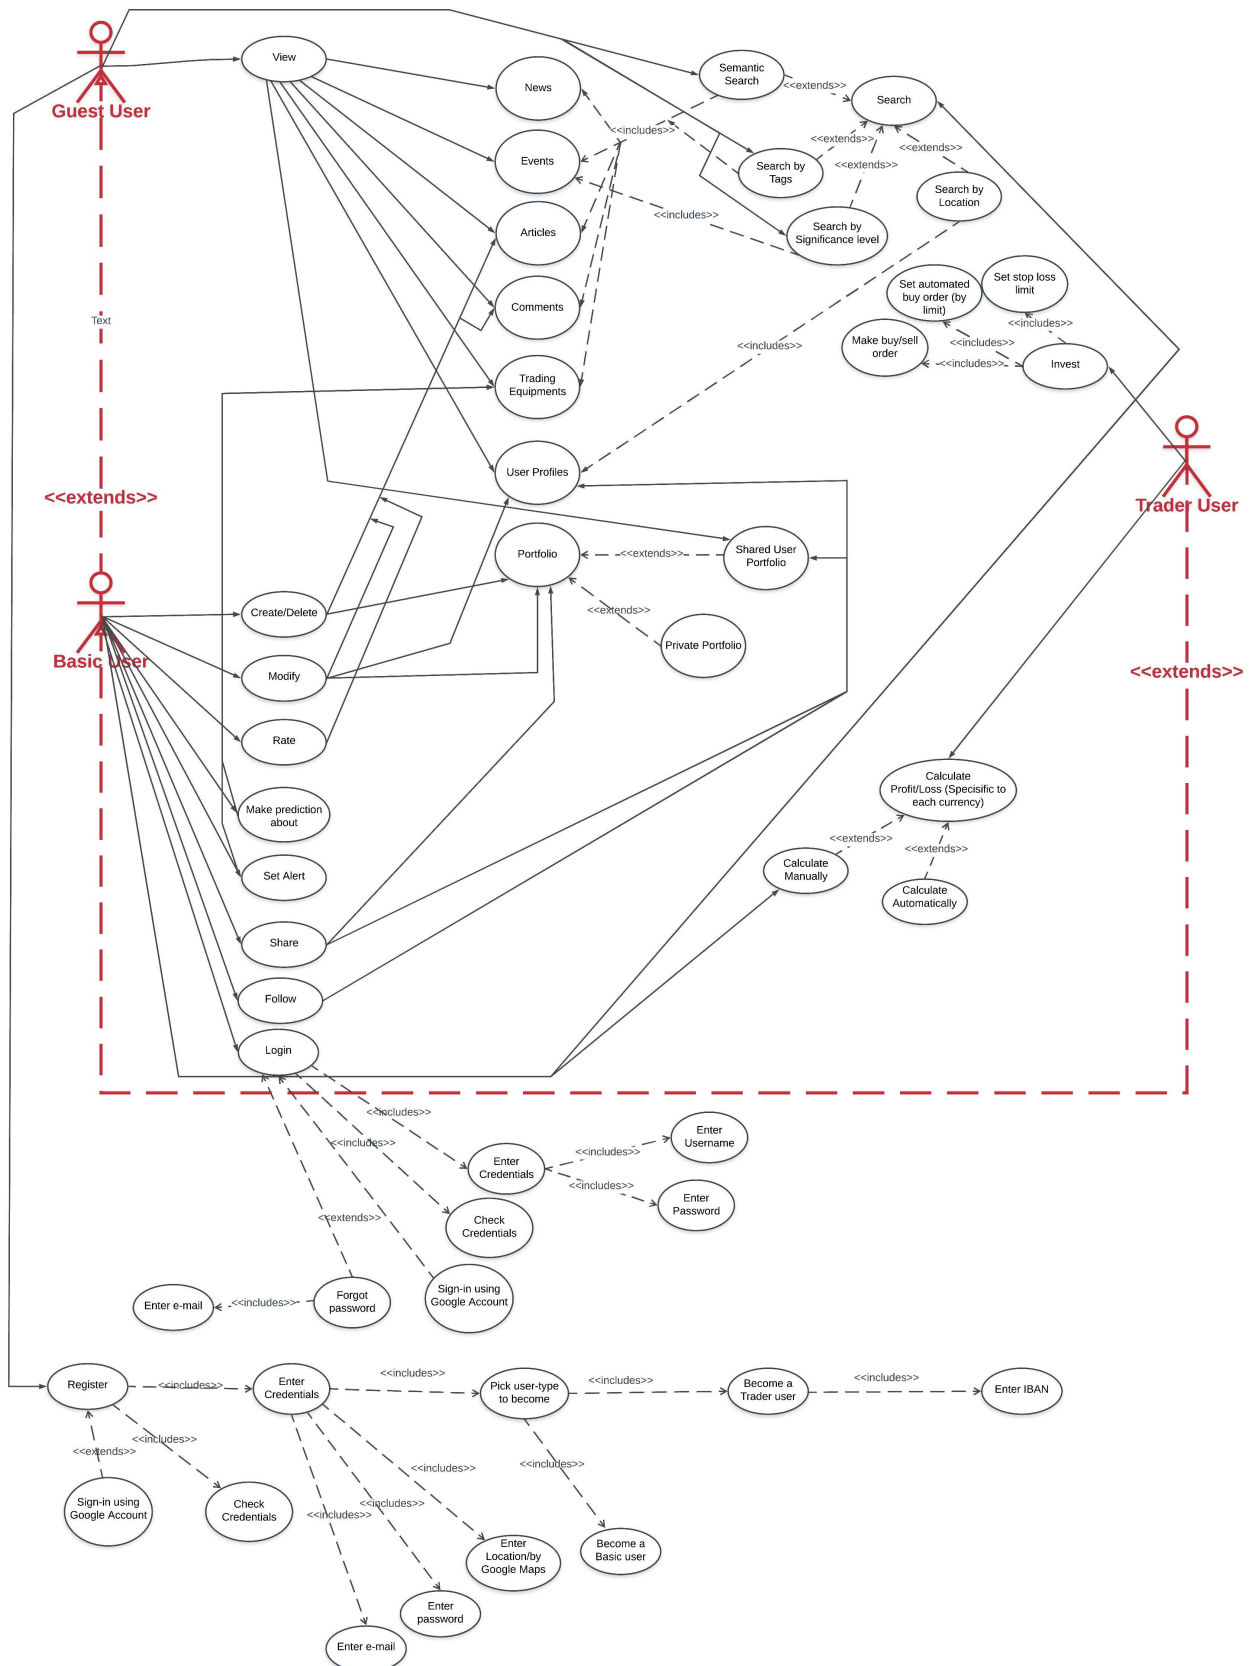 View
Guest User
News
Semantic
Search
<<extends>>
Search
<<includes>>
<<extends>>
<<extends>>
Events
Search by
Tags
<<extends>>
Search by
Location
<<includes>>
Articles
Search by
Significance level
Set stop loss
limit
Set automated
buy order (by
limit)
Comments
Text
<<includes>>
<<includes>>
<<includes>>
Make buy/sell
order
<<includes>>
Invest
Trading
Equipments
User Profiles
<<extends>>
Trader User
Portfolio
<<extends>>
Shared User
Portfolio
<<extends>>
Create/Delete
Private Portfolio
Basic User
Modify
<<extends>>
Rate
Calculate
Profit/Loss (Specisific to
each currency)
Make prediction
about
<<extends>>
<<extends>>
Calculate
Manually
Set Alert
Calculate
Automatically
Share
Follow
Login
<<includes>>
Enter
Username
<<includes>>
<<includes>>
Enter
Credentials
<<includes>>
Enter
Password
<<extends>>
Check
Credentials
Sign-in using
Google Account
Forgot
password
<<includes>>
Enter e-mail
Register
<<includes>>
Enter
Credentials
<<includes>>
Pick user-type
to become
<<includes>>
Become a
Trader user
<<includes>>
Enter IBAN
<<extends>>
<<includes>>
<<includes>>
<<includes>>
Sign-in using
Google Account
Check
Credentials
<<includes>>
<<includes>>
Enter
Location/by
Google Maps
Become a
Basic user
Enter
password
Enter e-mail